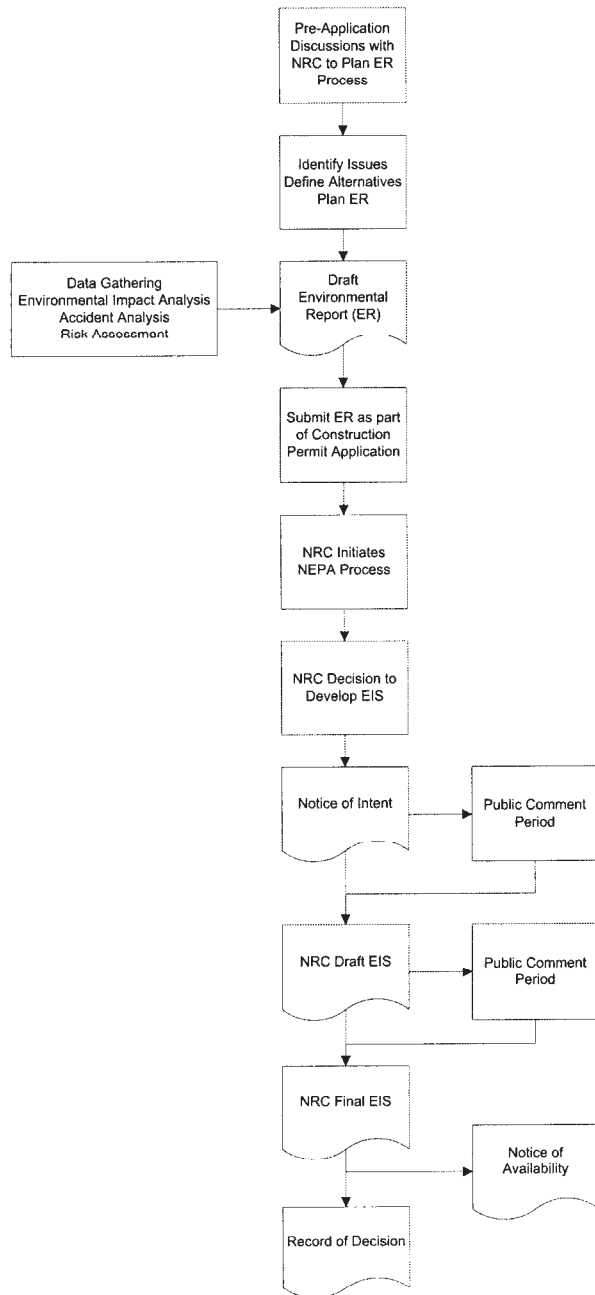 Pre-Application
Discussions with
NRC to Plan ER
Process
Identify Issues
Define Alternatives
Plan ER
Data Gathering
Environmental Impact Analysis
Accident Analysis
Risk Assessment
Draft
Environmental
Report (ER)
Submit ER as part
of Construction
Permit Application
NRC Initiates
NEPA Process
NRC Decision to
Develop EIS
Notice of Intent
Public Comment
Period
NRC Draft EIS
Public Comment
Period
NRC Final EIS
Notice of
Availability
Record of Decision